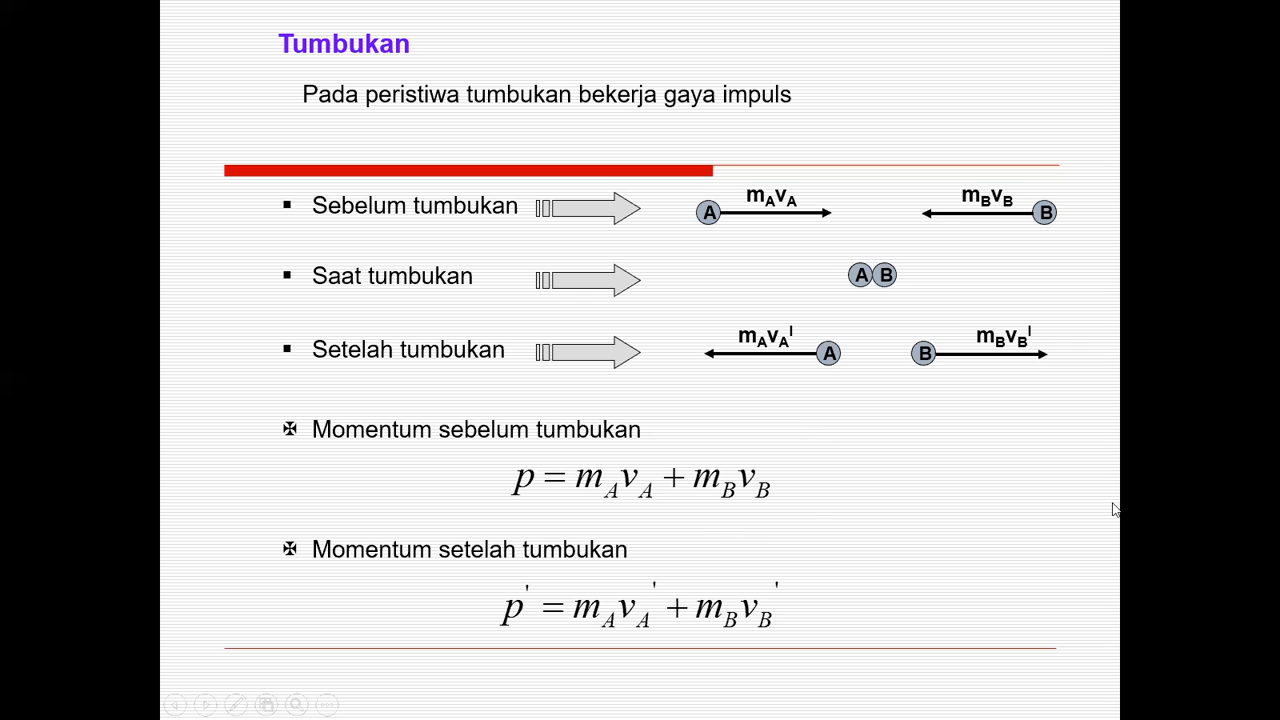 Tumbukan
Pada peristiwa tumbukan bekerja gaya impuls
▪ Sebelum tumbukan
A mAvA mBvB B
▪ Saat tumbukan
A B
▪ Setelah tumbukan
mAvA' A B mBvB'
✠ Momentum sebelum tumbukan
p = mAvA + mBvB
✠ Momentum setelah tumbukan
p' = mAvA' + mBvB'